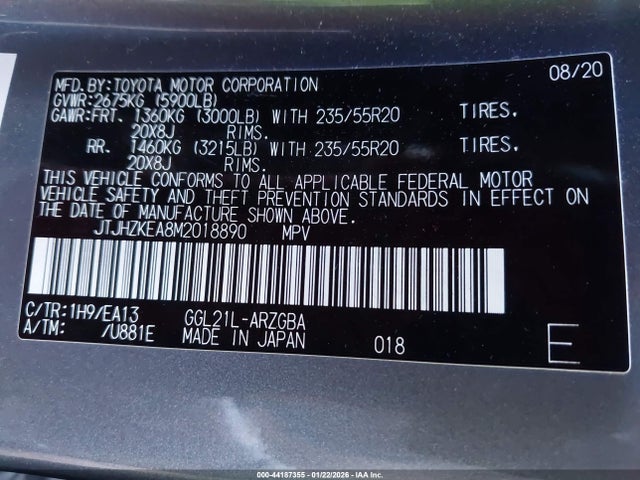 MFD.BY:TOYOTA MOTOR CORPORATION 08/20
GVWR:2675KG (5900LB)
GAWR:FRT. 1360KG (3000LB) WITH 235/55R20 TIRES.
20X8J RIMS.
RR. 1460KG (3215LB) WITH 235/55R20 TIRES.
20X8J RIMS.
THIS VEHICLE CONFORMS TO ALL APPLICABLE FEDERAL MOTOR
VEHICLE SAFETY AND THEFT PREVENTION STANDARDS IN EFFECT ON
THE DATE OF MANUFACTURE SHOWN ABOVE.
JTJHZKEA8M2018890 MPV
C/TR:1H9/EA13 GGL21L-ARZGBA
A/TM: /U881E MADE IN JAPAN 018 E
000-44187355 - 01/22/2026 - IAA Inc.